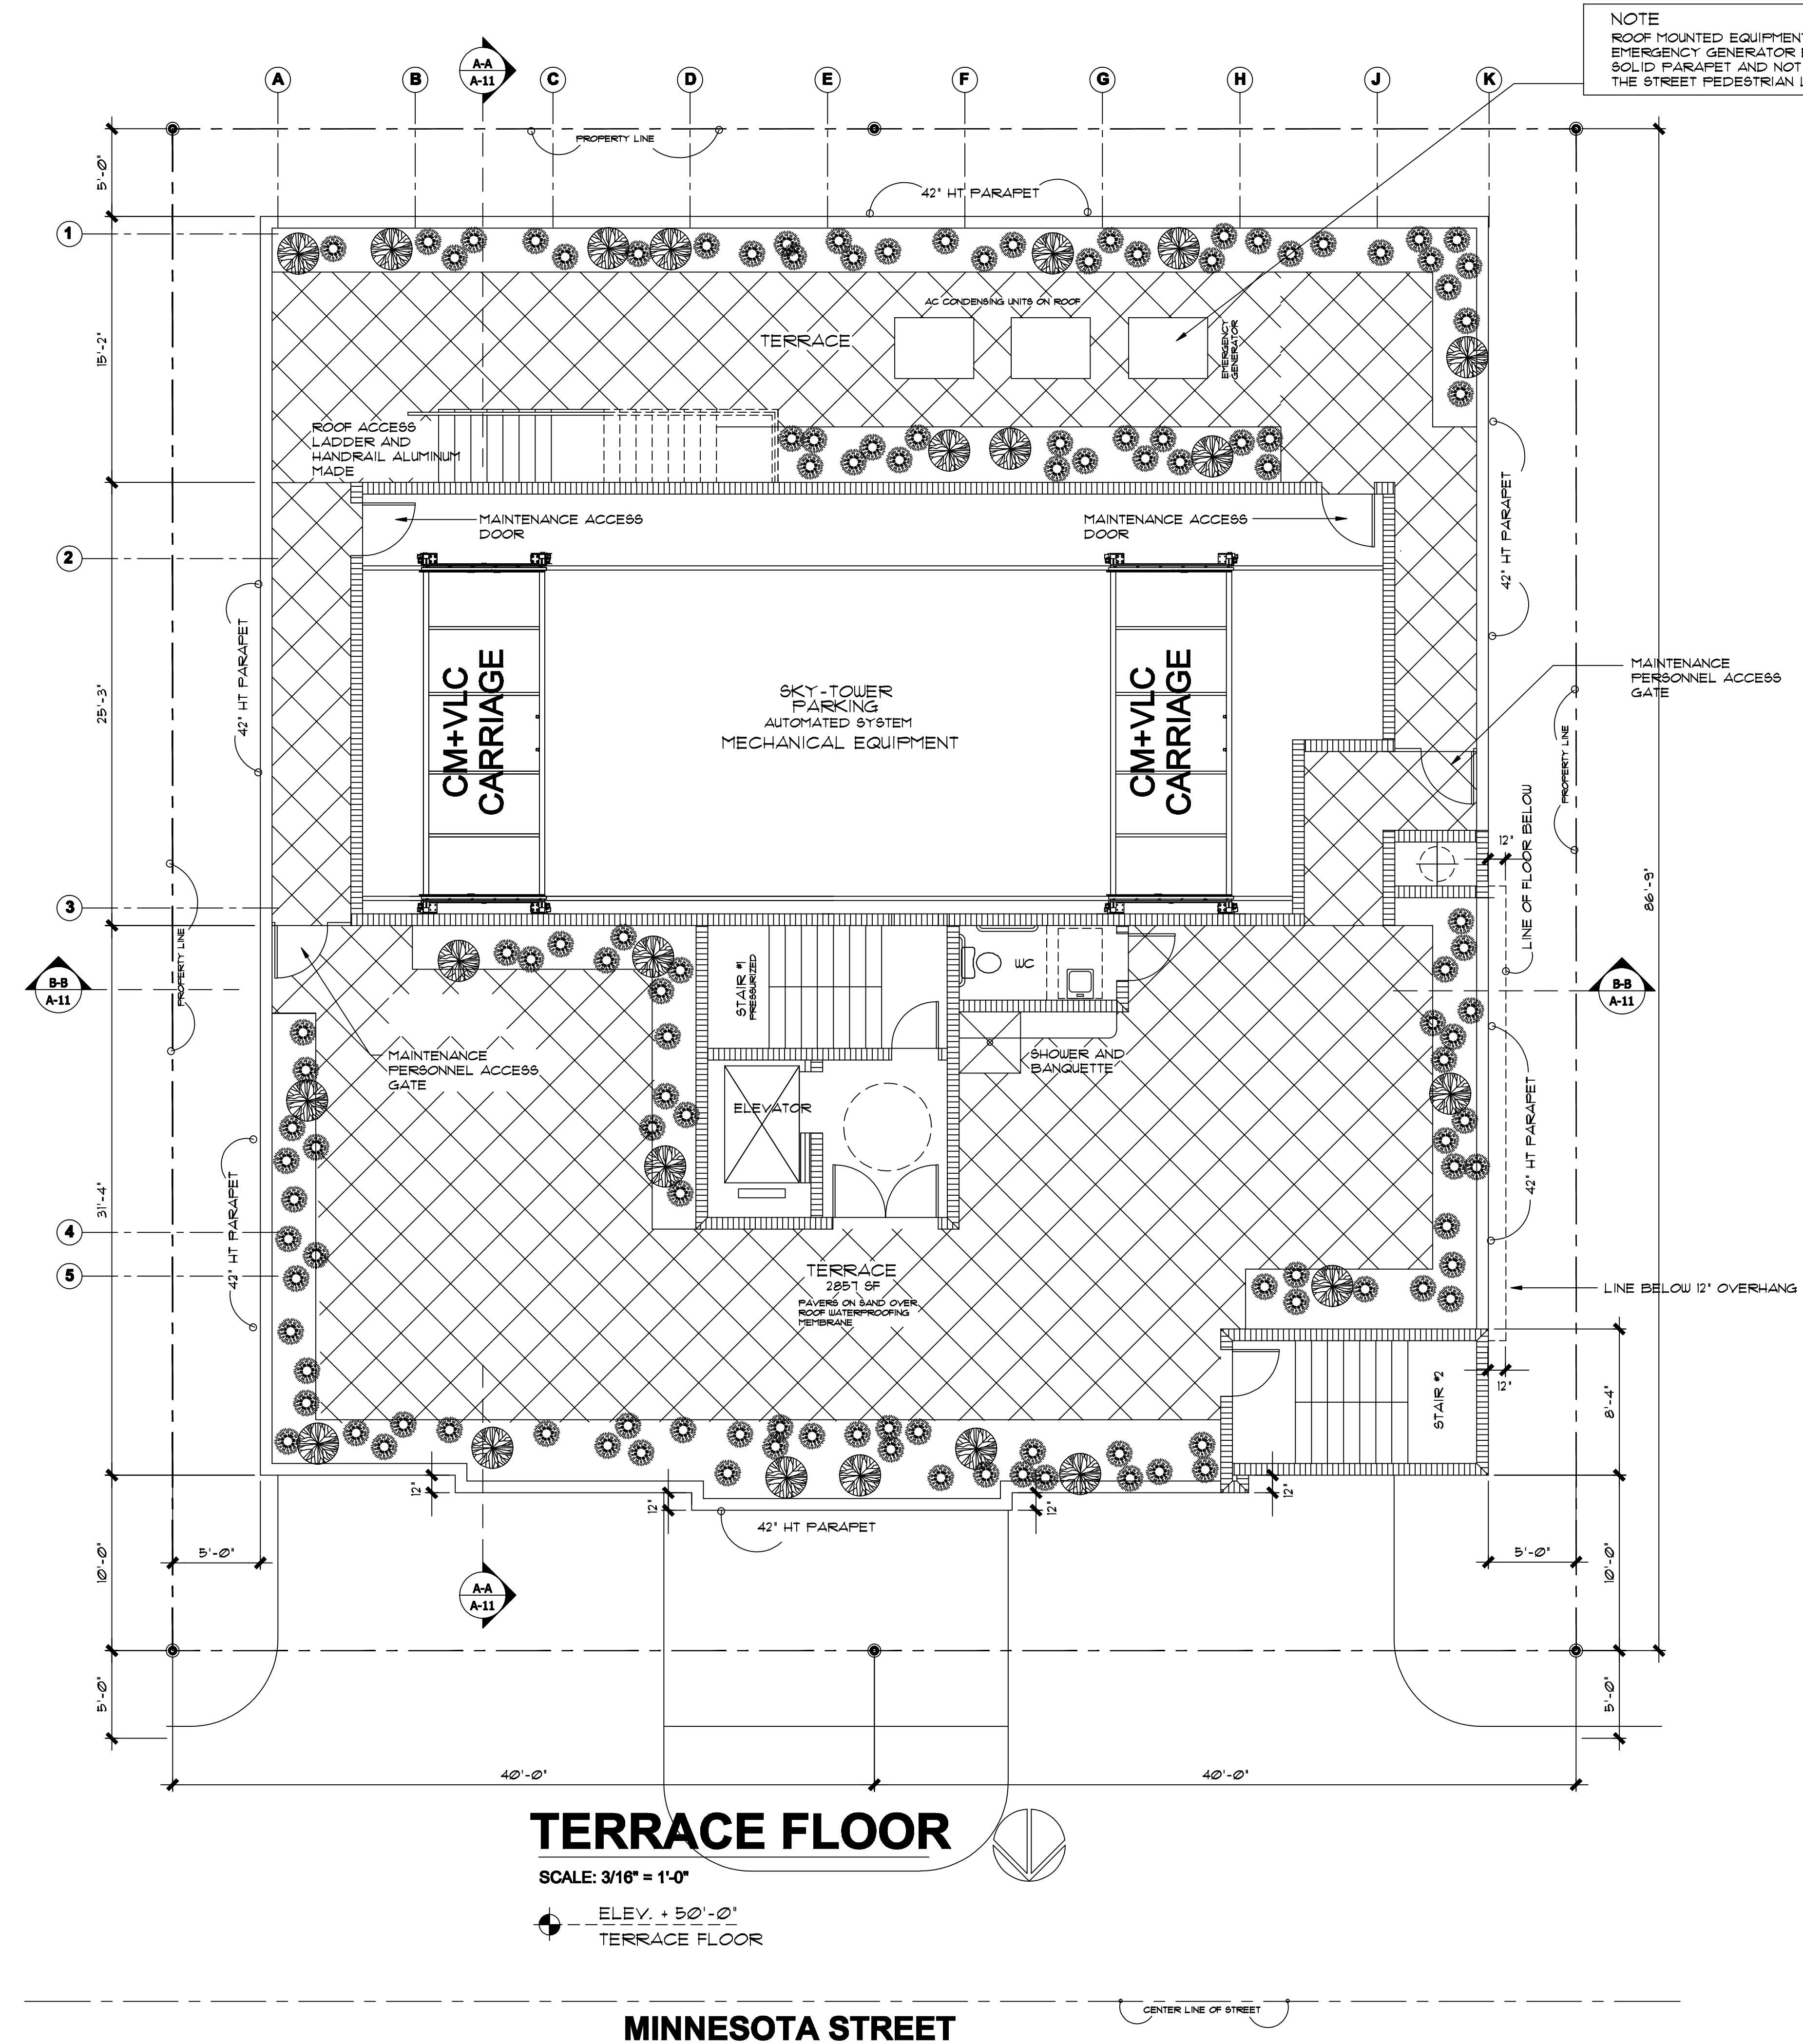 NOTE
ROOF MOUNTED EQUIPMENT
EMERGENCY GENERATOR
SOLID PARAPET AND NOT
THE STREET PEDESTRIAN
A
B
A-A
A-11
C
D
E
F
G
H
J
K
PROPERTY LINE
5'-0"
42" HT PARAPET
1
AC CONDENSING UNITS ON ROOF
TERRACE
EMERGENCY
GENERATOR
15'-2"
ROOF ACCESS
LADDER AND
HANDRAIL ALUMINUM
MADE
MAINTENANCE ACCESS
DOOR
MAINTENANCE ACCESS
DOOR
42" HT PARAPET
2
42" HT PARAPET
25'-3"
CM+VLC
CARRIAGE
SKY-TOWER
PARKING
AUTOMATED SYSTEM
MECHANICAL EQUIPMENT
CM+VLC
CARRIAGE
MAINTENANCE
PERSONNEL ACCESS
GATE
PROPERTY LINE
12"
LINE OF FLOOR BELOW
86'-9"
3
PROPERTY LINE
B-B
A-11
STAIR #1
PRESSURIZED
WC
B-B
A-11
MAINTENANCE
PERSONNEL ACCESS
GATE
SHOWER AND
BANQUETTE
ELEVATOR
42" HT PARAPET
42" HT PARAPET
31'-4"
4
5
TERRACE
2857 SF
PAVERS ON SAND OVER
ROOF WATERPROOFING
MEMBRANE
LINE BELOW 12" OVERHANG
STAIR #2
12"
8'-4"
12"
12"
12"
12"
42" HT PARAPET
5'-0"
5'-0"
10'-0"
10'-0"
A-A
A-11
5'-0"
5'-0"
40'-0"
40'-0"
TERRACE FLOOR
SCALE: 3/16" = 1'-0"
ELEV. + 50'-0"
TERRACE FLOOR
CENTER LINE OF STREET
MINNESOTA STREET